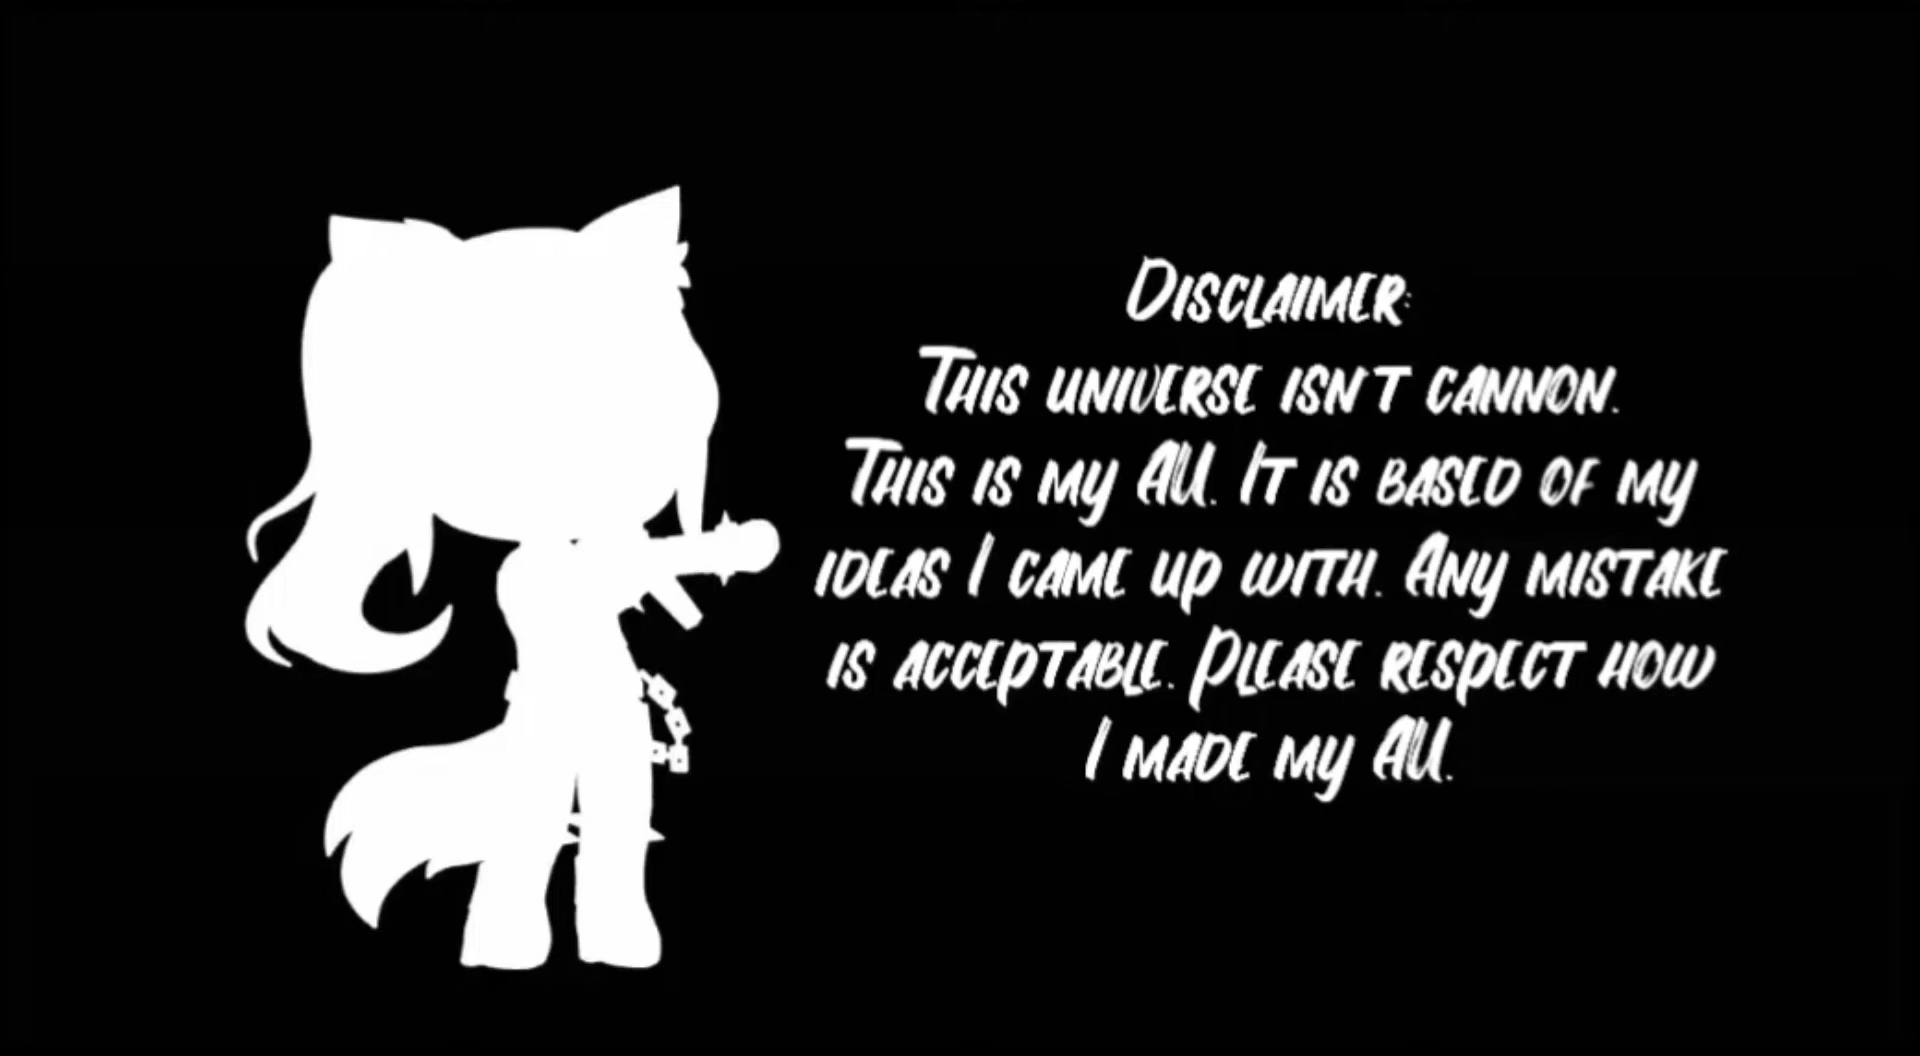 Disclaimer:
This universe isn't cannon.
This is my AU. It is based of my
ideas I came up with. Any mistake
is acceptable. Please respect how
I made my AU.